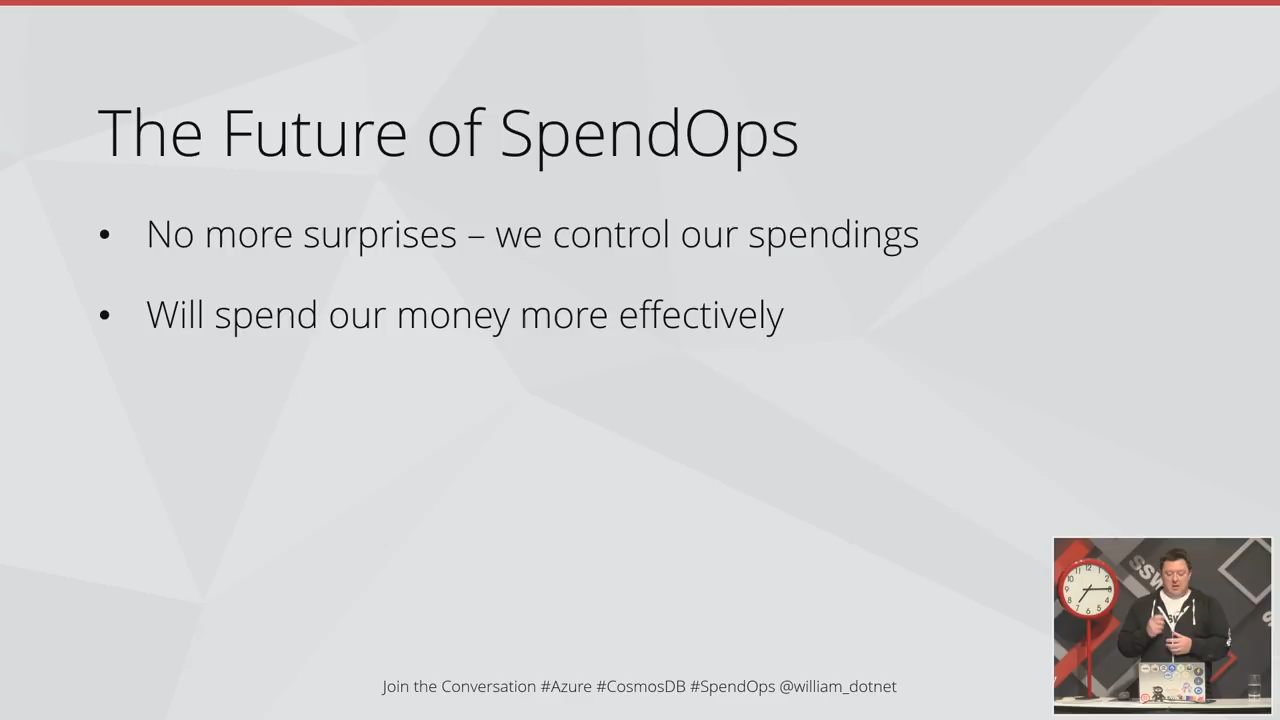 The Future of SpendOps
• No more surprises – we control our spendings
• Will spend our money more effectively
Join the Conversation #Azure #CosmosDB #SpendOps @william_dotnet
SSW